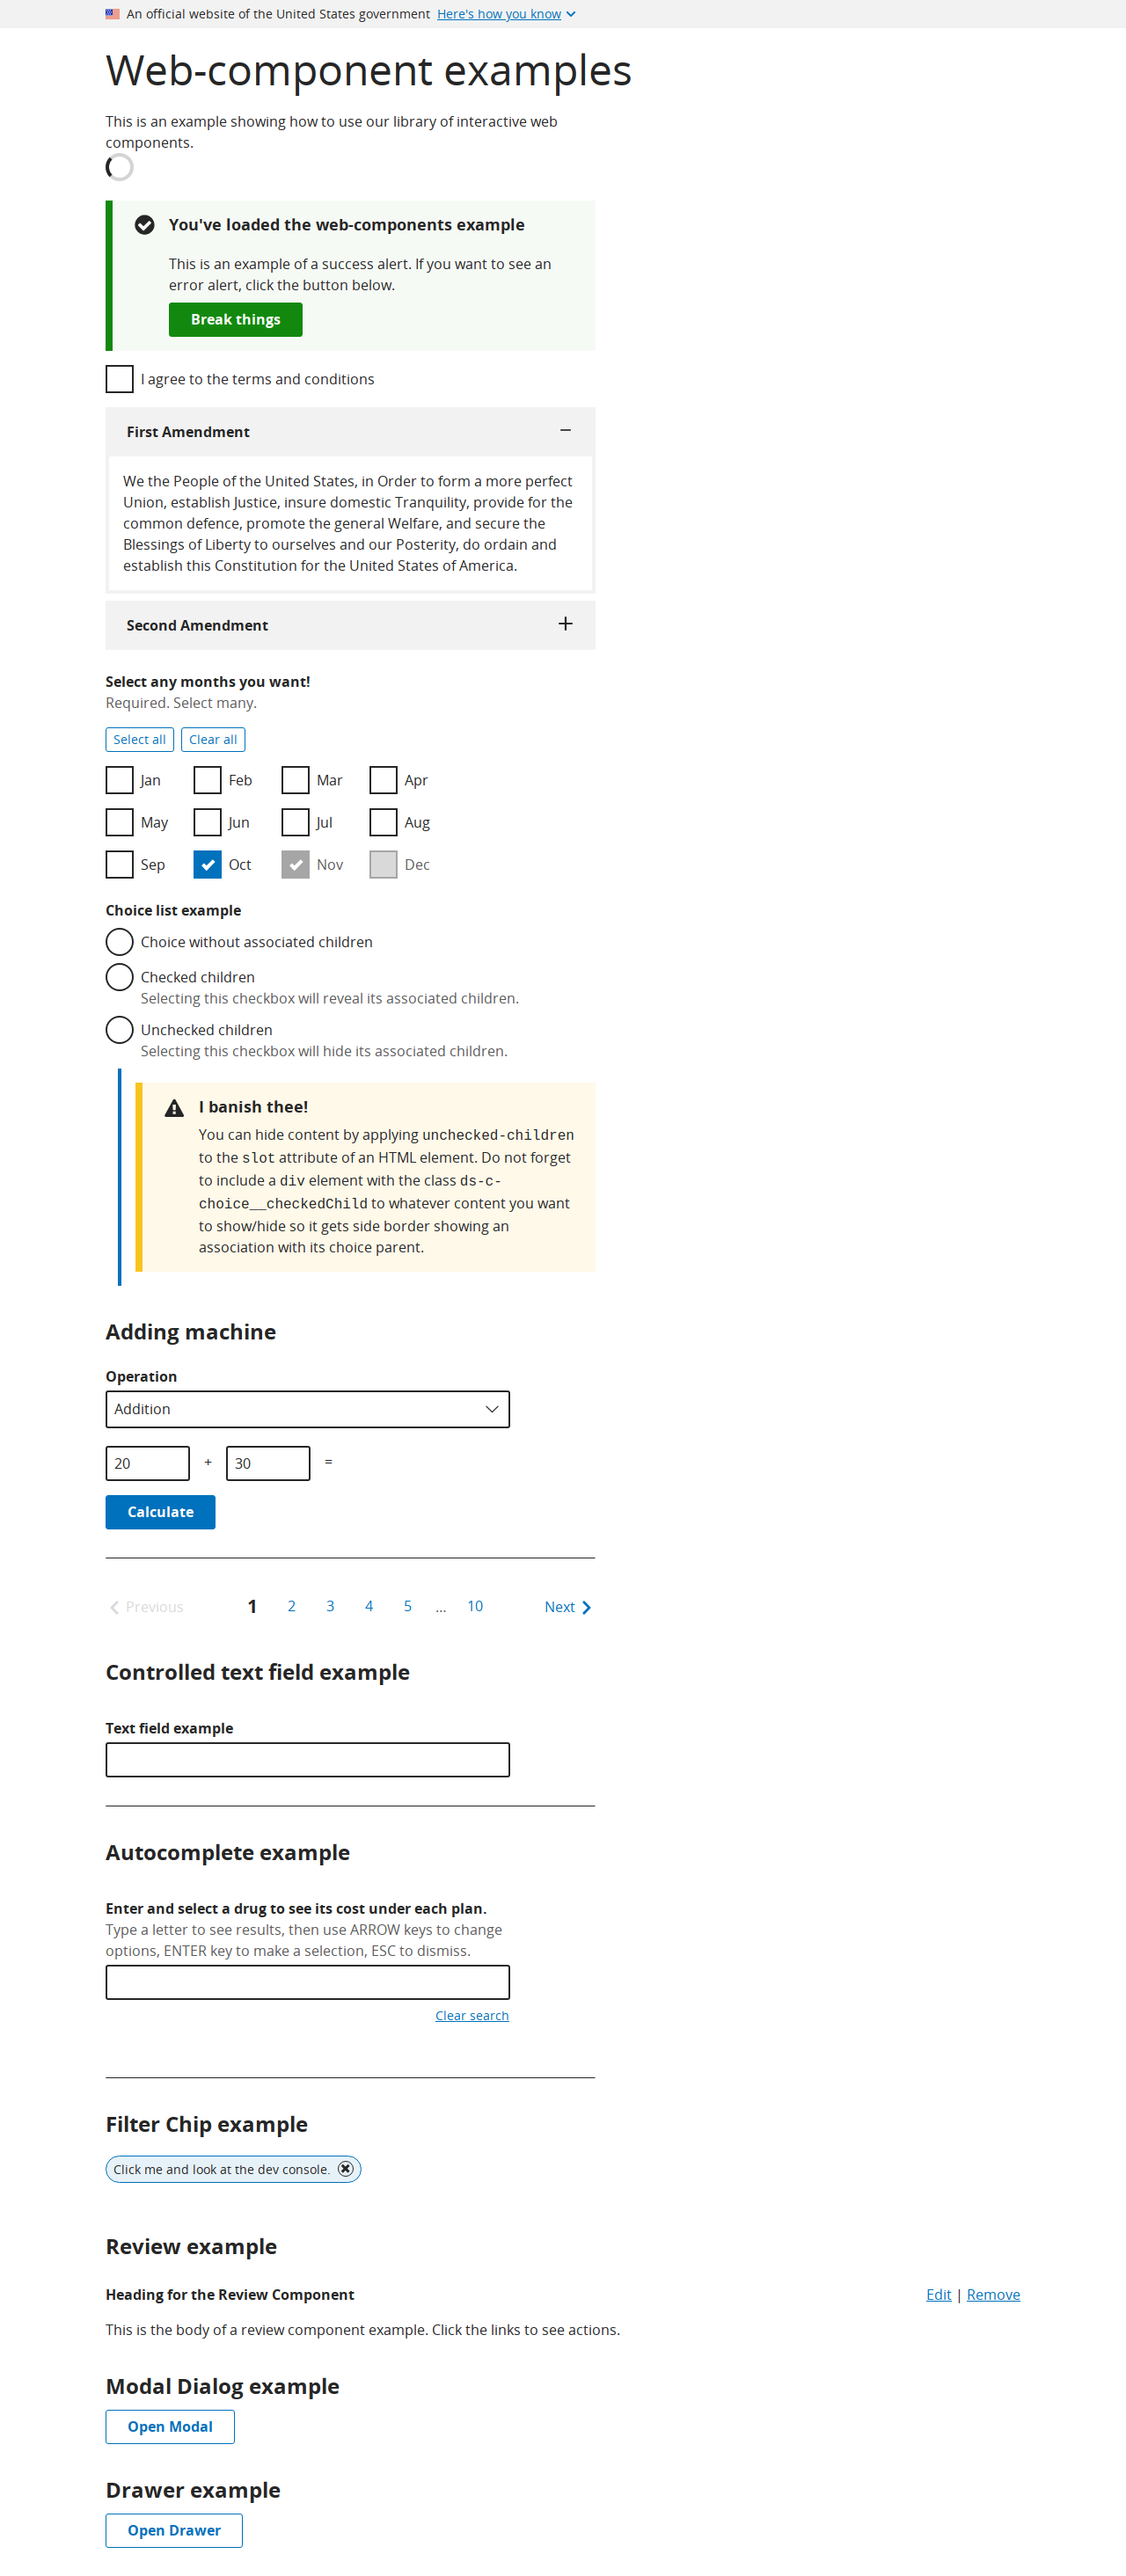 An official website of the United States government Here's how you know
Web-component examples
This is an example showing how to use our library of interactive web
components.
You've loaded the web-components example
This is an example of a success alert. If you want to see an
error alert, click the button below.
Break things
I agree to the terms and conditions
First Amendment
We the People of the United States, in Order to form a more perfect
Union, establish Justice, insure domestic Tranquility, provide for the
common defence, promote the general Welfare, and secure the
Blessings of Liberty to ourselves and our Posterity, do ordain and
establish this Constitution for the United States of America.
Second Amendment
Select any months you want!
Required. Select many.
Select all Clear all
Jan Feb Mar Apr
May Jun Jul Aug
Sep Oct Nov Dec
Choice list example
Choice without associated children
Checked children
Selecting this checkbox will reveal its associated children.
Unchecked children
Selecting this checkbox will hide its associated children.
I banish thee!
You can hide content by applying unchecked-children
to the slot attribute of an HTML element. Do not forget
to include a div element with the class ds-c-
choice__checkedChild to whatever content you want
to show/hide so it gets side border showing an
association with its choice parent.
Adding machine
Operation
Addition
20 + 30 =
Calculate
Previous 1 2 3 4 5 … 10 Next
Controlled text field example
Text field example
Autocomplete example
Enter and select a drug to see its cost under each plan.
Type a letter to see results, then use ARROW keys to change
options, ENTER key to make a selection, ESC to dismiss.
Clear search
Filter Chip example
Click me and look at the dev console.
Review example
Heading for the Review Component Edit | Remove
This is the body of a review component example. Click the links to see actions.
Modal Dialog example
Open Modal
Drawer example
Open Drawer